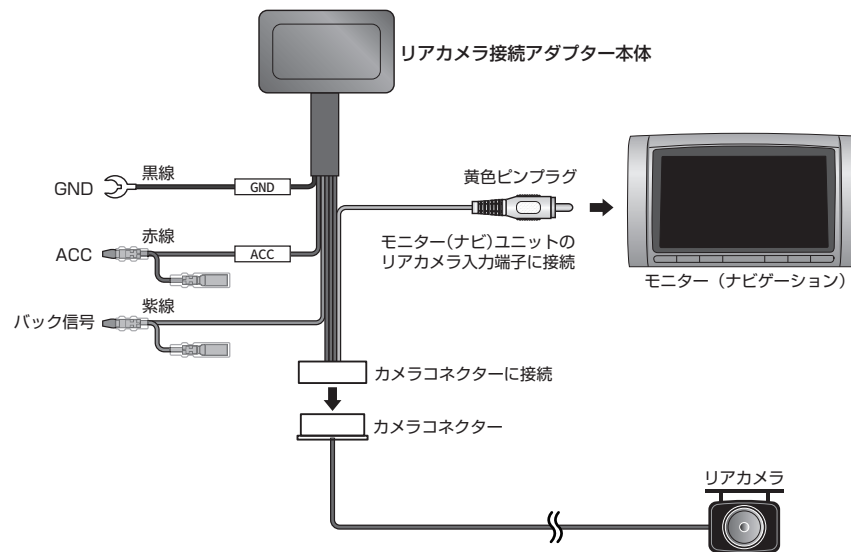 リアカメラ接続アダプター本体
黒線
GND
GND
黄色ピンプラグ
赤線
ACC
ACC
モニター(ナビ)ユニットの
リアカメラ入力端子に接続
モニター(ナビゲーション)
紫線
バック信号
カメラコネクターに接続
カメラコネクター
リアカメラ